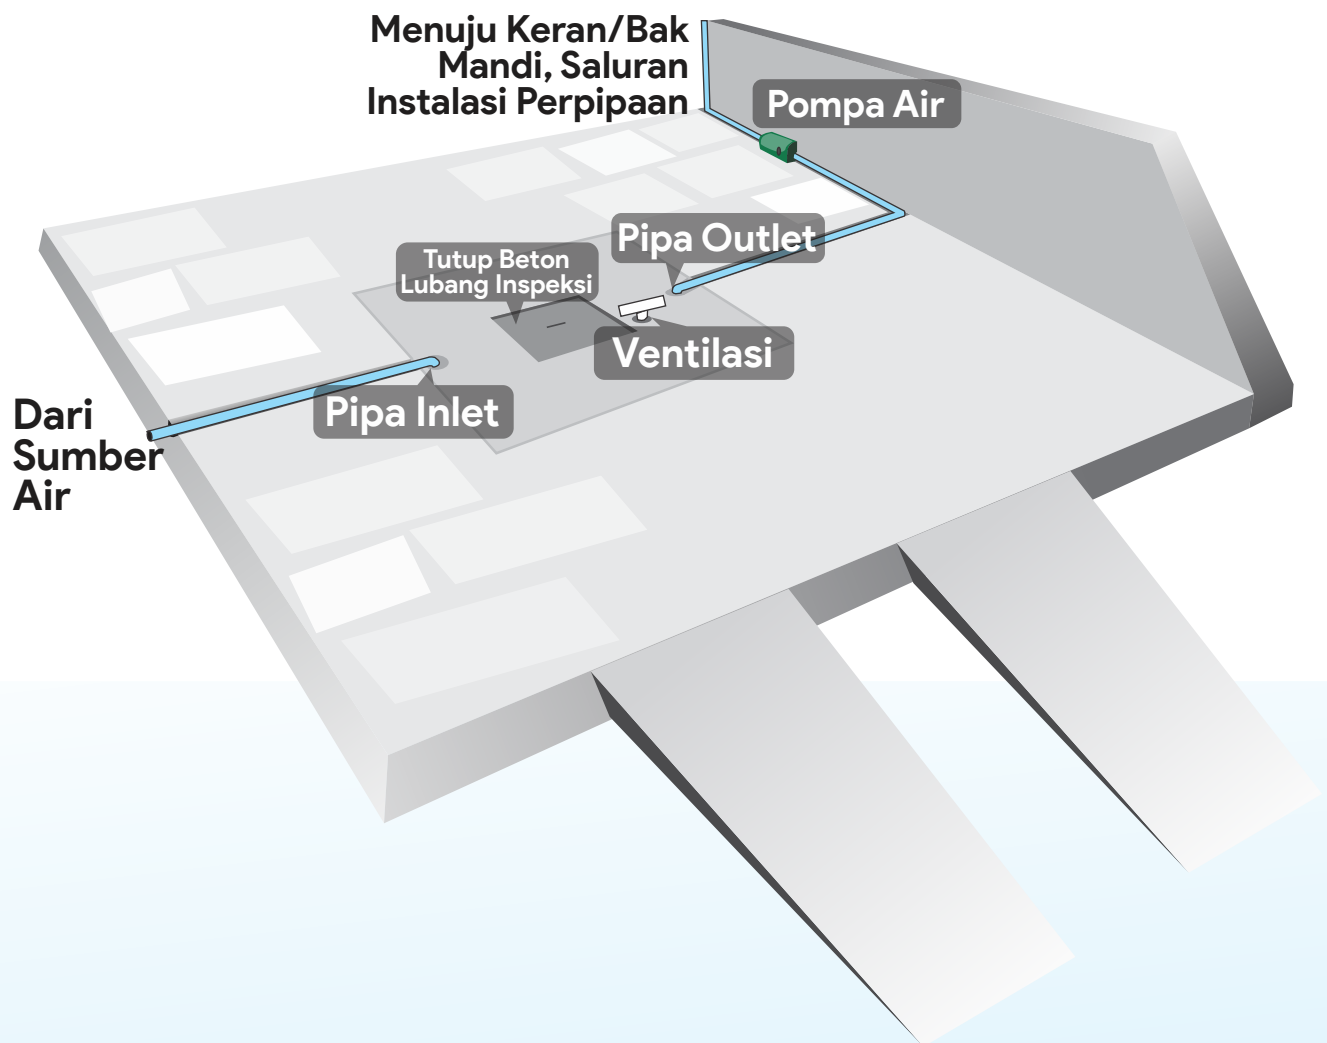 Menuju Keran/Bak
Mandi, Saluran
Instalasi Perpipaan
Pompa Air
Pipa Outlet
Tutup Beton
Lubang Inspeksi
Ventilasi
Pipa Inlet
Dari
Sumber
Air